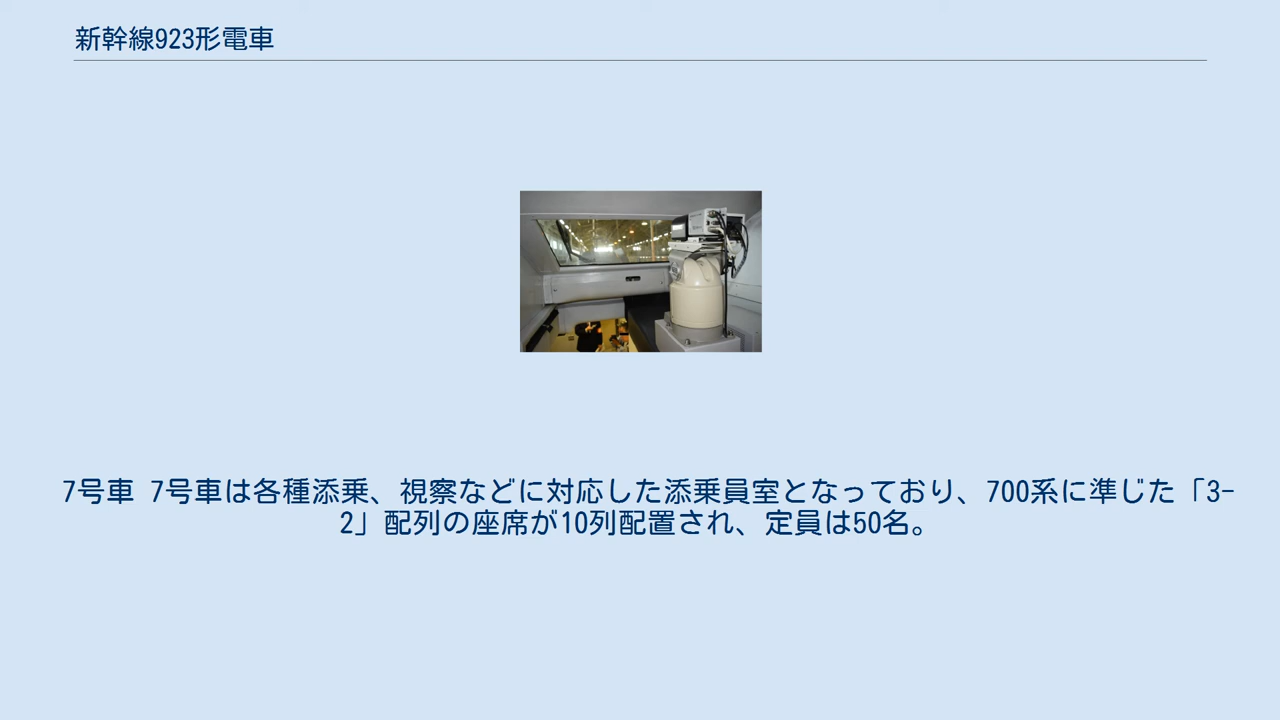 新幹線923形電車
7号車 7号車は各種添乗、視察などに対応した添乗員室となっており、700系に準じた「3-
2」配列の座席が10列配置され、定員は50名。